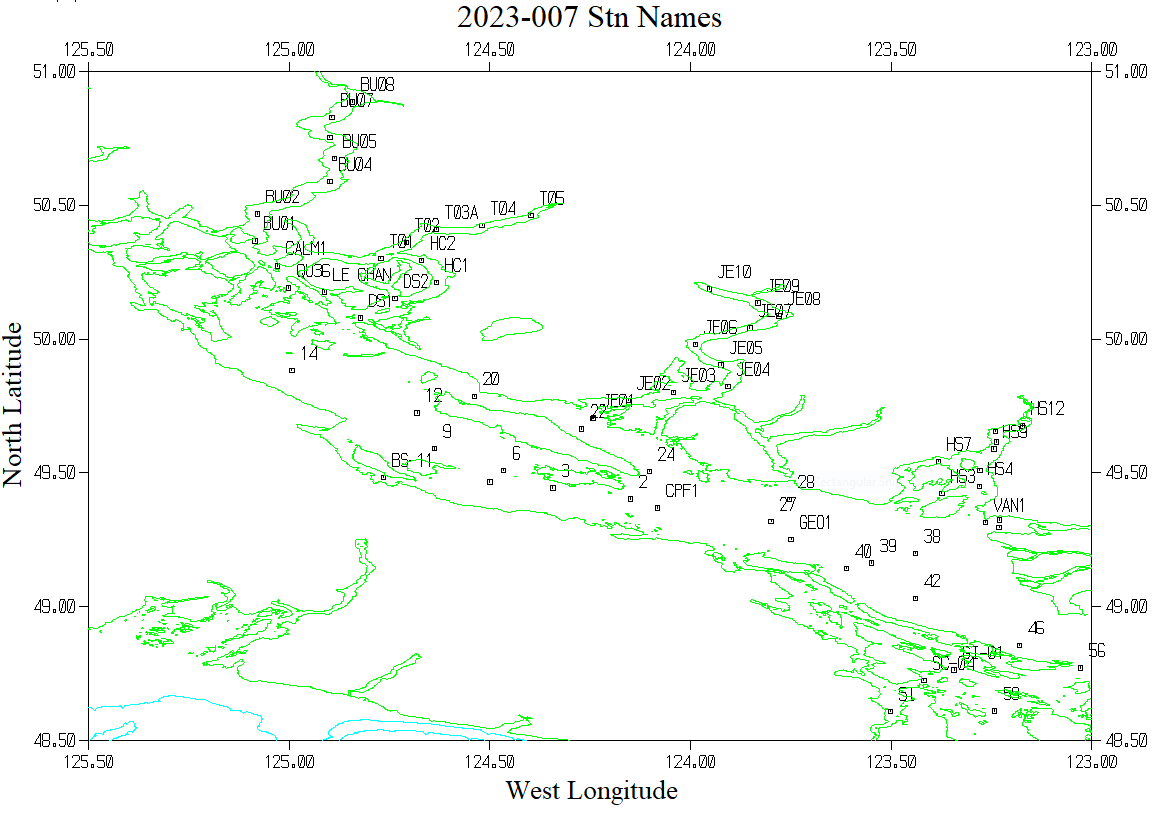 2023-007 Stn Names
125.50 125.00 124.50 124.00 123.50 123.00
51.00 51.00
BU08
BU07
BU05
BU04
50.50 BU02 T05 50.50
BU01 T03A T04
T02
CALM1 T01 HC2
QU36 LE CHAN HC1
DS2 JE10
DS1 JE09
JE08
JE07
50.00 JE06 50.00
14 JE05
JE04
20 JE02 JE03
12 JE01 HS12
22
9 HS9
BS-11 6 24 HS7
49.50 3 2 HS3 HS4 49.50
CPF1 28
27 VAN1
GEO1
38
40 39
42
49.00 49.00
46
56
SI-01
SC-04
51 59
48.50 48.50
125.50 125.00 124.50 124.00 123.50 123.00
North Latitude
West Longitude